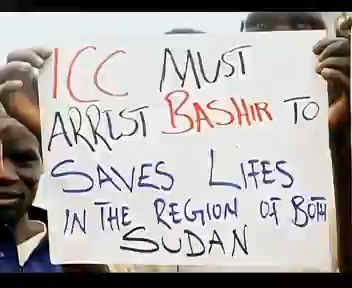 ICC MUST
ARREST BASHIR TO
SAVES LIFES
IN THE REGION OF BOTH
SUDAN